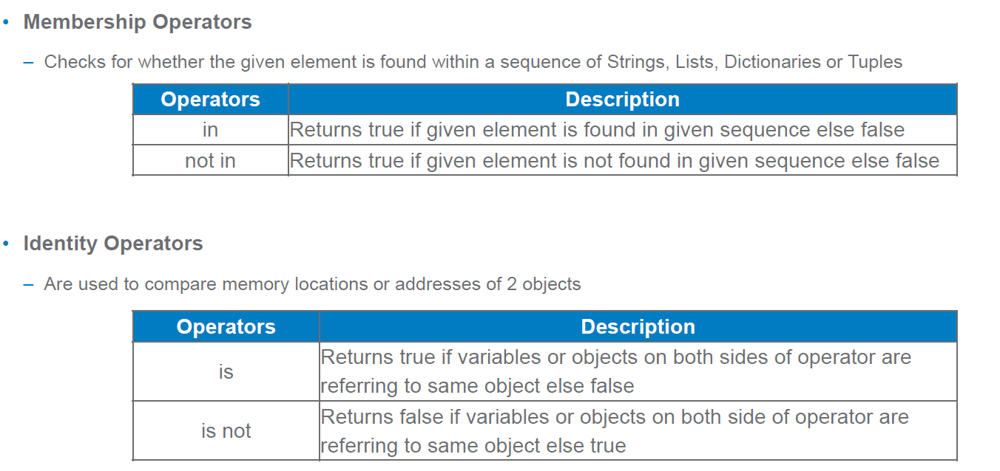 • Membership Operators
– Checks for whether the given element is found within a sequence of Strings, Lists, Dictionaries or Tuples
Operators Description
in Returns true if given element is found in given sequence else false
not in Returns true if given element is not found in given sequence else false
• Identity Operators
– Are used to compare memory locations or addresses of 2 objects
Operators Description
is Returns true if variables or objects on both sides of operator are
referring to same object else false
is not Returns false if variables or objects on both side of operator are
referring to same object else true